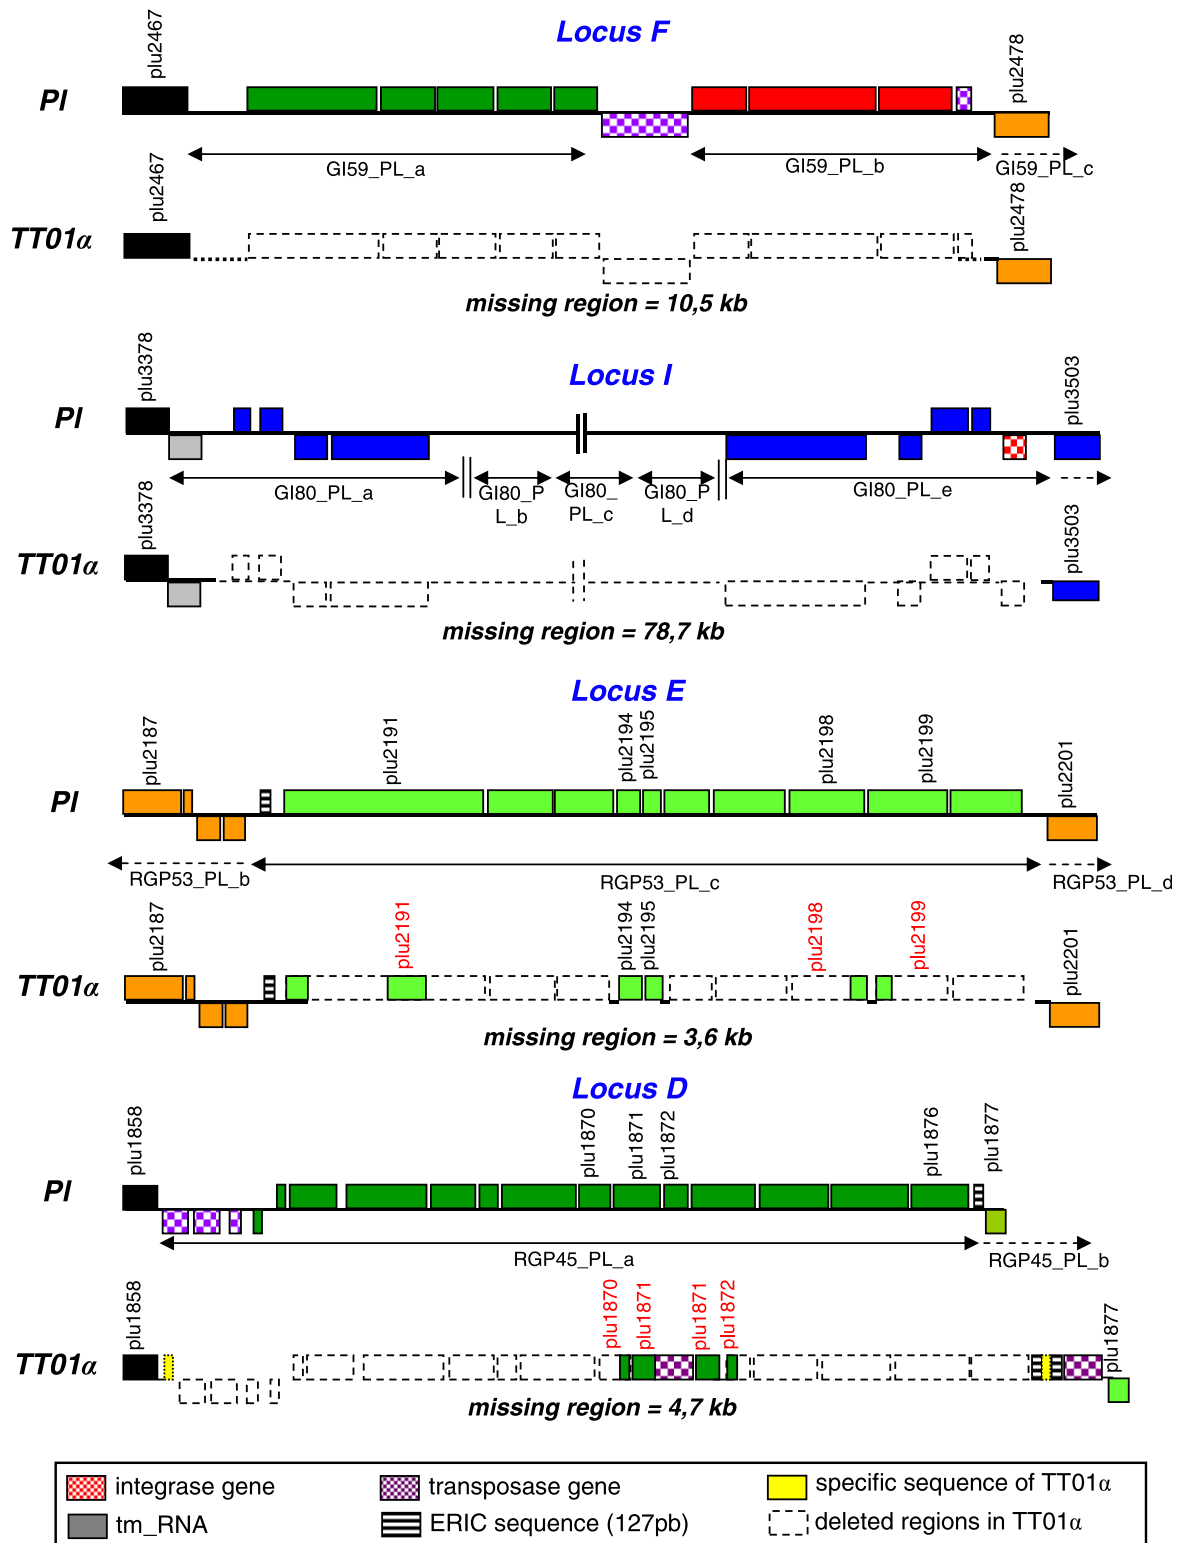 Locus F
plu2467
plu2478
Pl
GI59_PL_a
GI59_PL_b
GI59_PL_c
plu2467
plu2478
TT01α
missing region = 10,5 kb
Locus I
plu3378
plu3503
Pl
GI80_PL_a
GI80_P
L_b
GI80_
PL_c
GI80_P
L_d
GI80_PL_e
plu3378
plu3503
TT01α
missing region = 78,7 kb
Locus E
plu2187
plu2191
plu2194
plu2195
plu2198
plu2199
plu2201
Pl
RGP53_PL_b
RGP53_PL_c
RGP53_PL_d
plu2187
plu2191
plu2194
plu2195
plu2198
plu2199
plu2201
TT01α
missing region = 3,6 kb
Locus D
plu1858
plu1870
plu1871
plu1872
plu1876
plu1877
Pl
RGP45_PL_a
RGP45_PL_b
plu1858
plu1870
plu1871
plu1871
plu1872
plu1877
TT01α
missing region = 4,7 kb
integrase gene
transposase gene
specific sequence of TT01α
tm_RNA
ERIC sequence (127pb)
deleted regions in TT01α